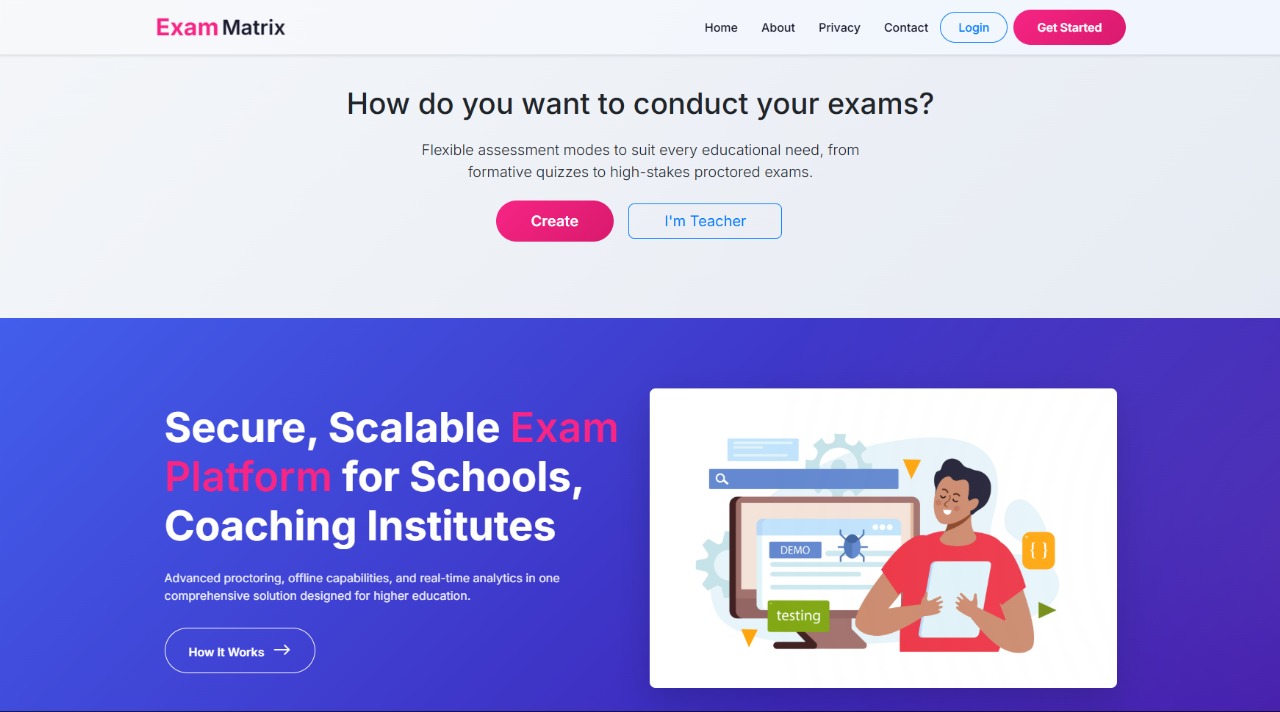 Exam Matrix
Home About Privacy Contact Login Get Started
How do you want to conduct your exams?
Flexible assessment modes to suit every educational need, from
formative quizzes to high-stakes proctored exams.
Create I'm Teacher
Secure, Scalable Exam
Platform for Schools,
Coaching Institutes
Advanced proctoring, offline capabilities, and real-time analytics in one
comprehensive solution designed for higher education.
How It Works →
DEMO
{ }
testing